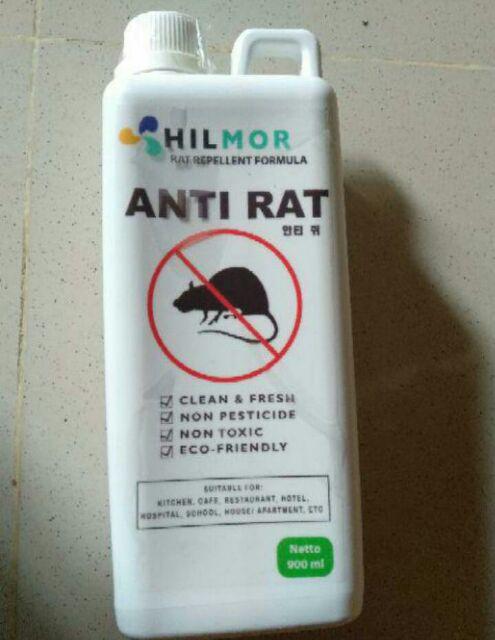 HILMOR
RAT REPELLENT FORMULA
ANTI RAT
안티 쥐
CLEAN & FRESH
NON PESTICIDE
NON TOXIC
ECO-FRIENDLY
SUITABLE FOR:
KITCHEN, CAFE, RESTAURANT, HOTEL,
HOSPITAL, SCHOOL, HOUSE/ APARTMENT, ETC
Netto
900 ml